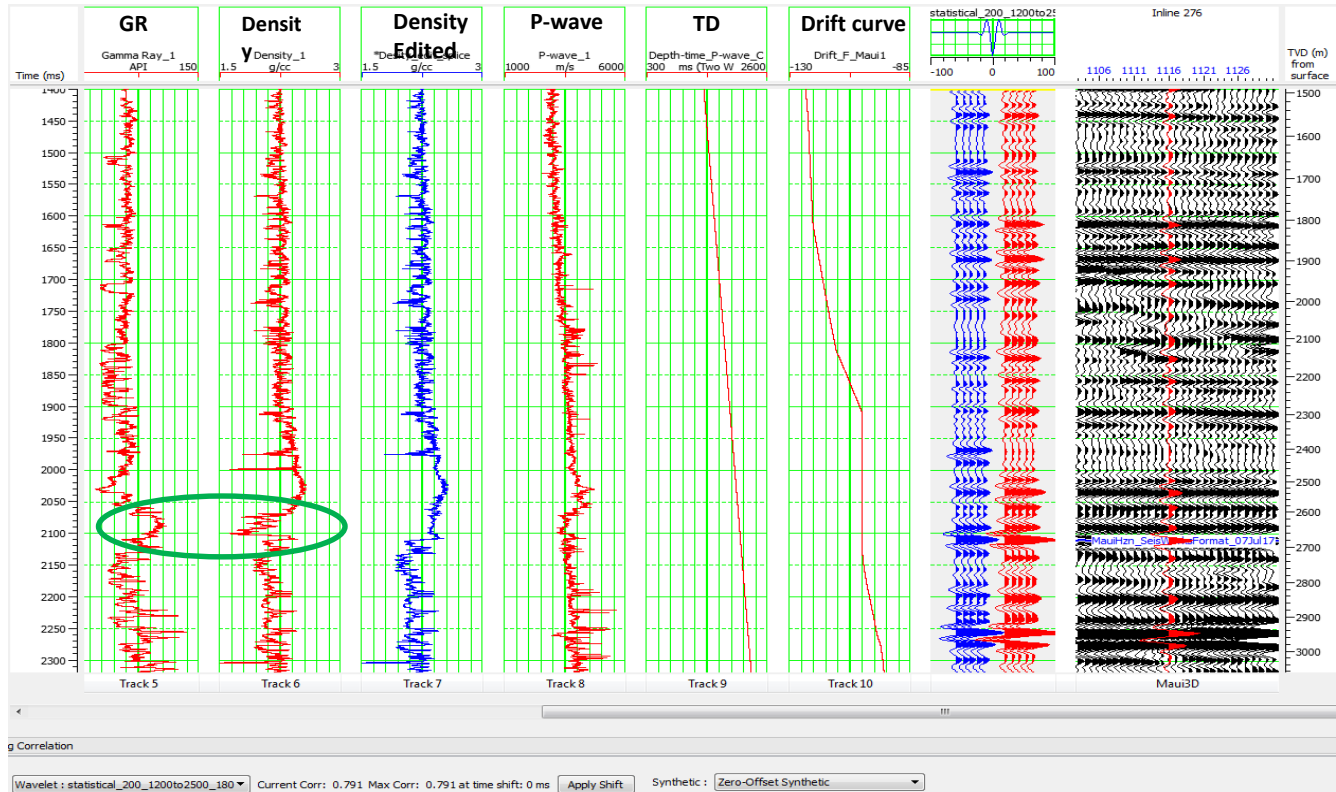 GR
Densit
y
Density
Edited
P-wave
TD
Drift curve
statistical_200_1200to25
Inline 276
Gamma Ray_1
Density_1
P-wave_1
Depth-time_P-wave_C
Drift_F_Maui1
TVD (m)
from
surface
Time (ms)
API 150
1.5 g/cc 3
1.5 g/cc 3
1000 m/s 6000
300 ms (Two W 2600
-130 -85
-100 0 100
1106 1111 1116 1121 1126
1400
1450
1500
1550
1600
1650
1700
1750
1800
1850
1900
1950
2000
2050
2100
2150
2200
2250
2300
1500
1600
1700
1800
1900
2000
2100
2200
2300
2400
2500
2600
2700
2800
2900
3000
Track 5
Track 6
Track 7
Track 8
Track 9
Track 10
Maui3D
g Correlation
Wavelet : statistical_200_1200to2500_180
Current Corr: 0.791 Max Corr: 0.791 at time shift: 0 ms
Apply Shift
Synthetic :
Zero-Offset Synthetic